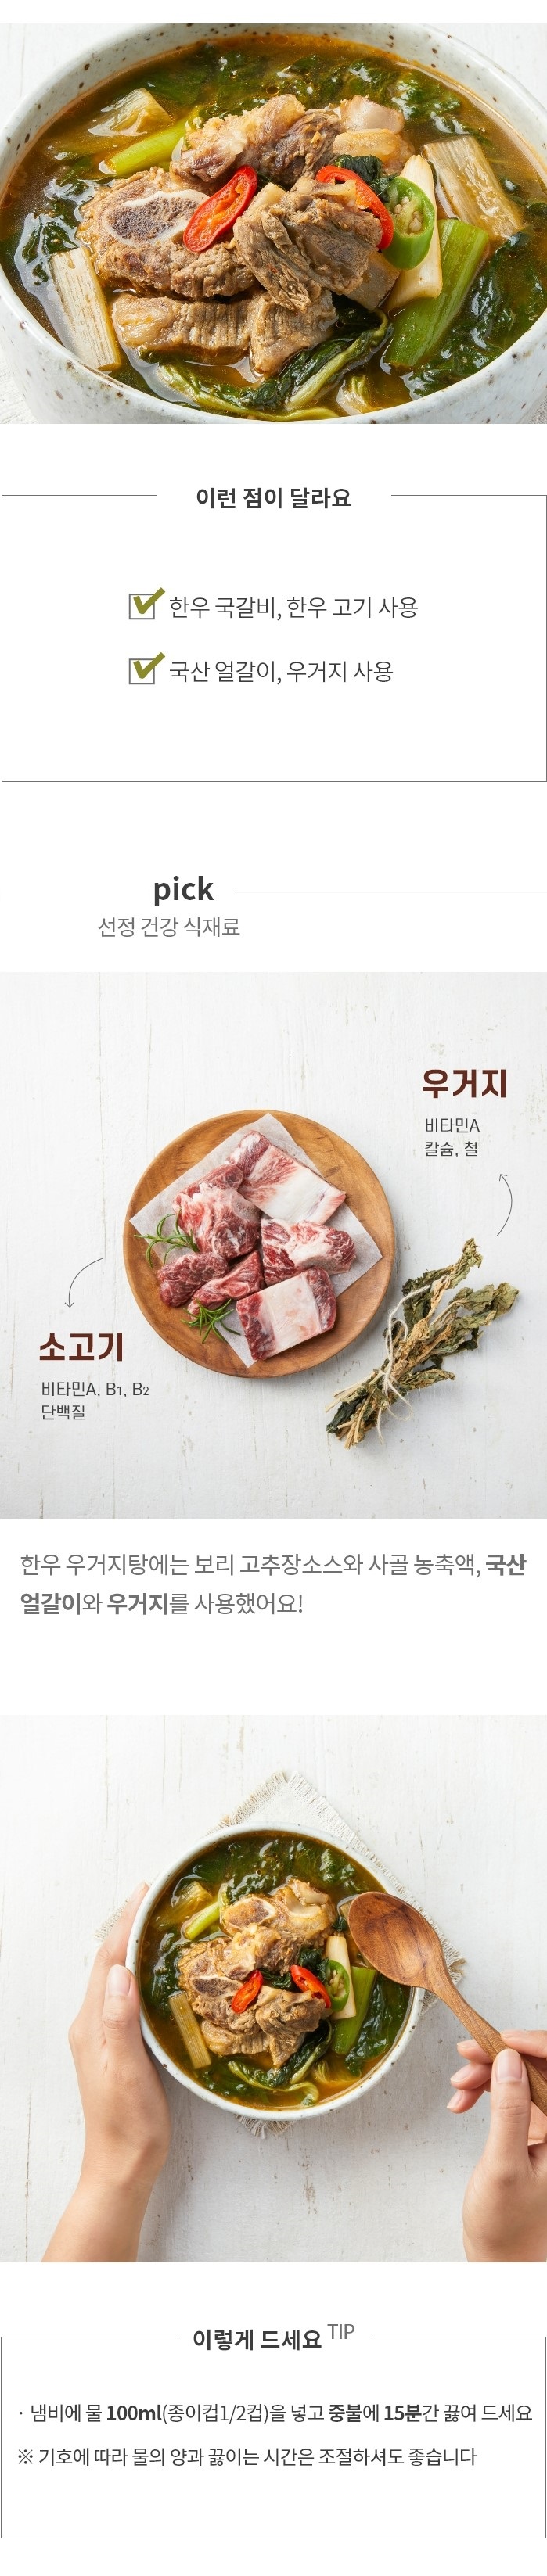 이런 점이 달라요
한우 국갈비, 한우 고기 사용
국산 얼갈이, 우거지 사용
pick
선정 건강 식재료
우거지
비타민A
칼슘, 철
소고기
비타민A, B1, B2
단백질
한우 우거지탕에는 보리 고추장소스와 사골 농축액, 국산
얼갈이와 우거지를 사용했어요!
이렇게 드세요 TIP
· 냄비에 물 100ml(종이컵1/2컵)을 넣고 중불에 15분간 끓여 드세요
※ 기호에 따라 물의 양과 끓이는 시간은 조절하셔도 좋습니다